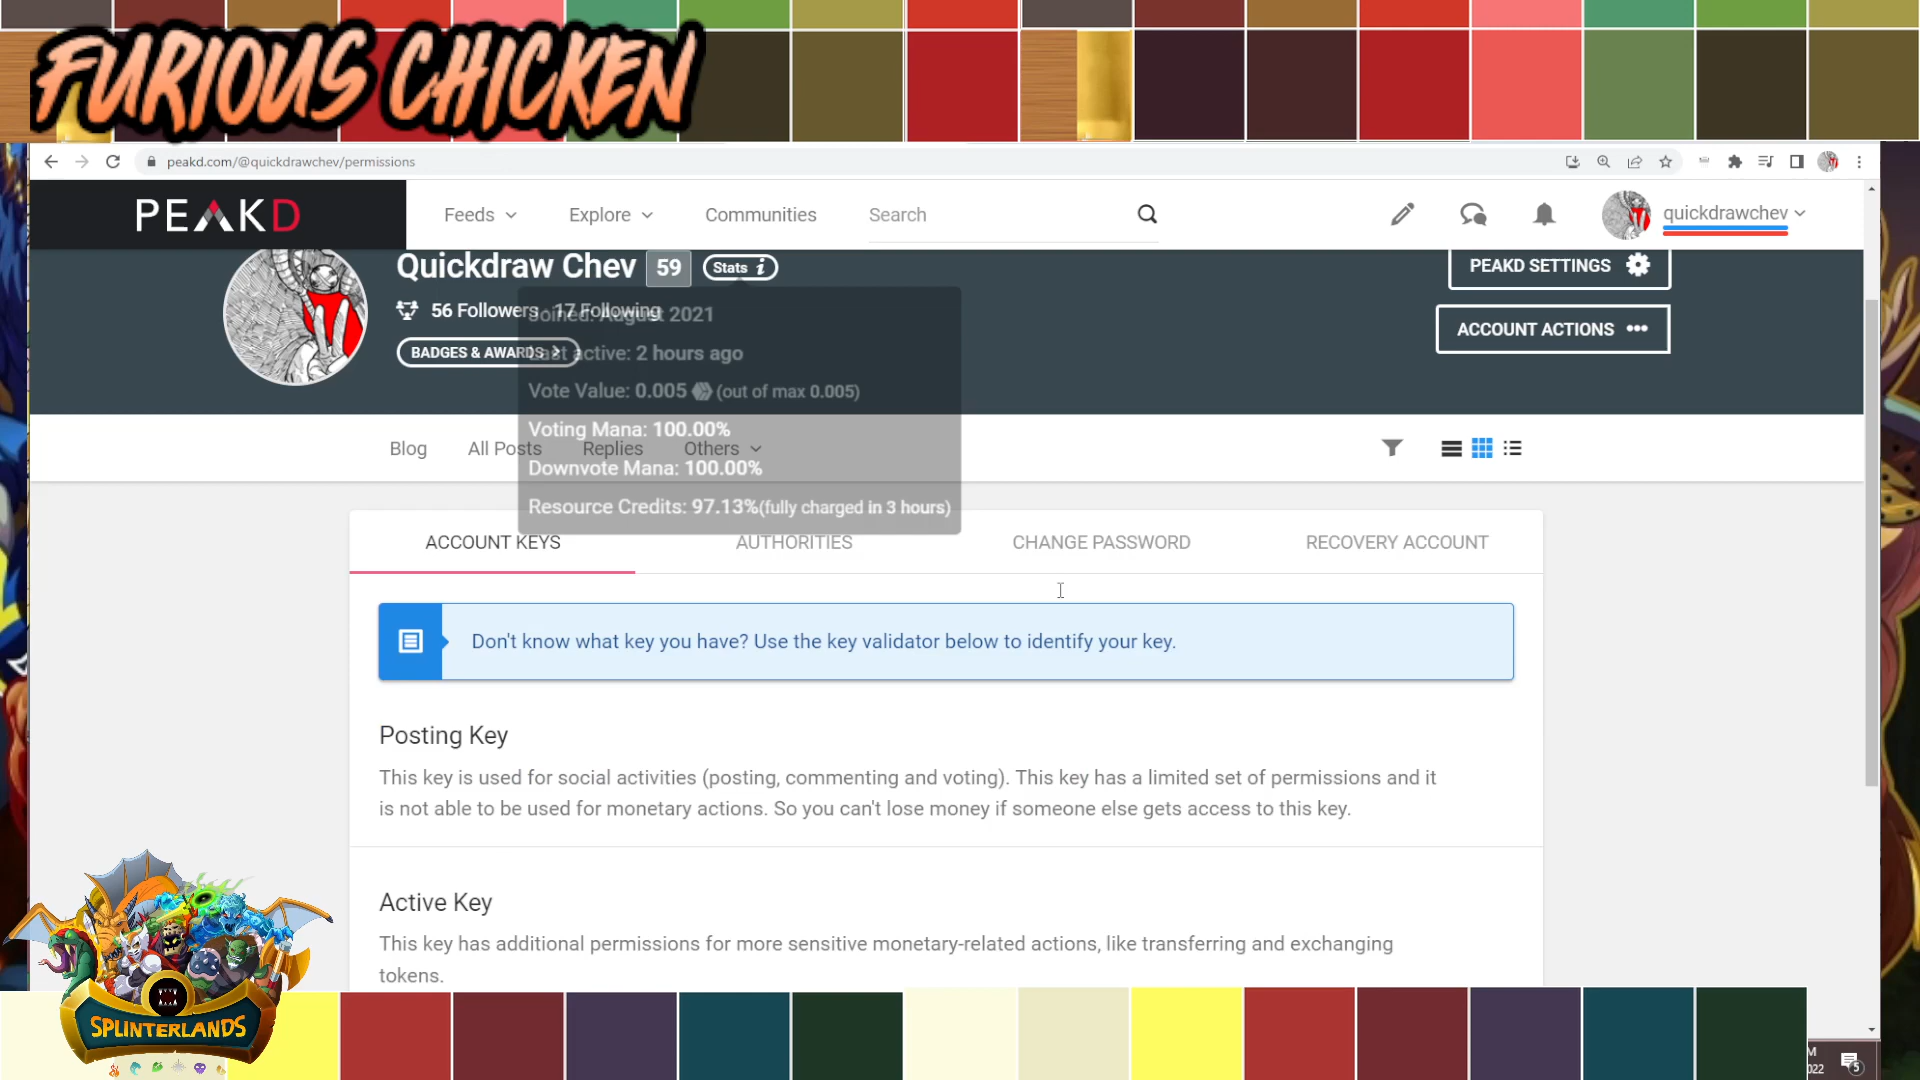 FURIOUS CHICKEN
peakd.com/@quickdrawchev/permissions
PEAKD
Feeds
Explore
Communities
Search
quickdrawchev
Quickdraw Chev 59 Stats i
PEAKD SETTINGS
56 Followers · 17 Following
Joined: August 2021
ACCOUNT ACTIONS
BADGES & AWARDS
Last active: 2 hours ago
Vote Value: 0.005 (out of max 0.005)
Voting Mana: 100.00%
Blog All Posts Replies Others
Downvote Mana: 100.00%
Resource Credits: 97.13%(fully charged in 3 hours)
ACCOUNT KEYS
AUTHORITIES
CHANGE PASSWORD
RECOVERY ACCOUNT
Don't know what key you have? Use the key validator below to identify your key.
Posting Key
This key is used for social activities (posting, commenting and voting). This key has a limited set of permissions and it
is not able to be used for monetary actions. So you can't lose money if someone else gets access to this key.
Active Key
This key has additional permissions for more sensitive monetary-related actions, like transferring and exchanging
tokens.
SPLINTERLANDS
M
022
5